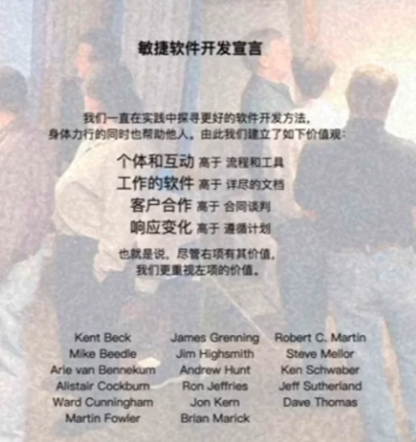 敏捷软件开发宣言
我们一直在实践中探寻更好的软件开发方法，
身体力行的同时也帮助他人。由此我们建立了如下价值观：
个体和互动 高于 流程和工具
工作的软件 高于 详尽的文档
客户合作 高于 合同谈判
响应变化 高于 遵循计划
也就是说，尽管右项有其价值，
我们更重视左项的价值。
Kent Beck James Grenning Robert C. Martin
Mike Beedle Jim Highsmith Steve Mellor
Arie van Bennekum Andrew Hunt Ken Schwaber
Alistair Cockburn Ron Jeffries Jeff Sutherland
Ward Cunningham Jon Kern Dave Thomas
Martin Fowler Brian Marick